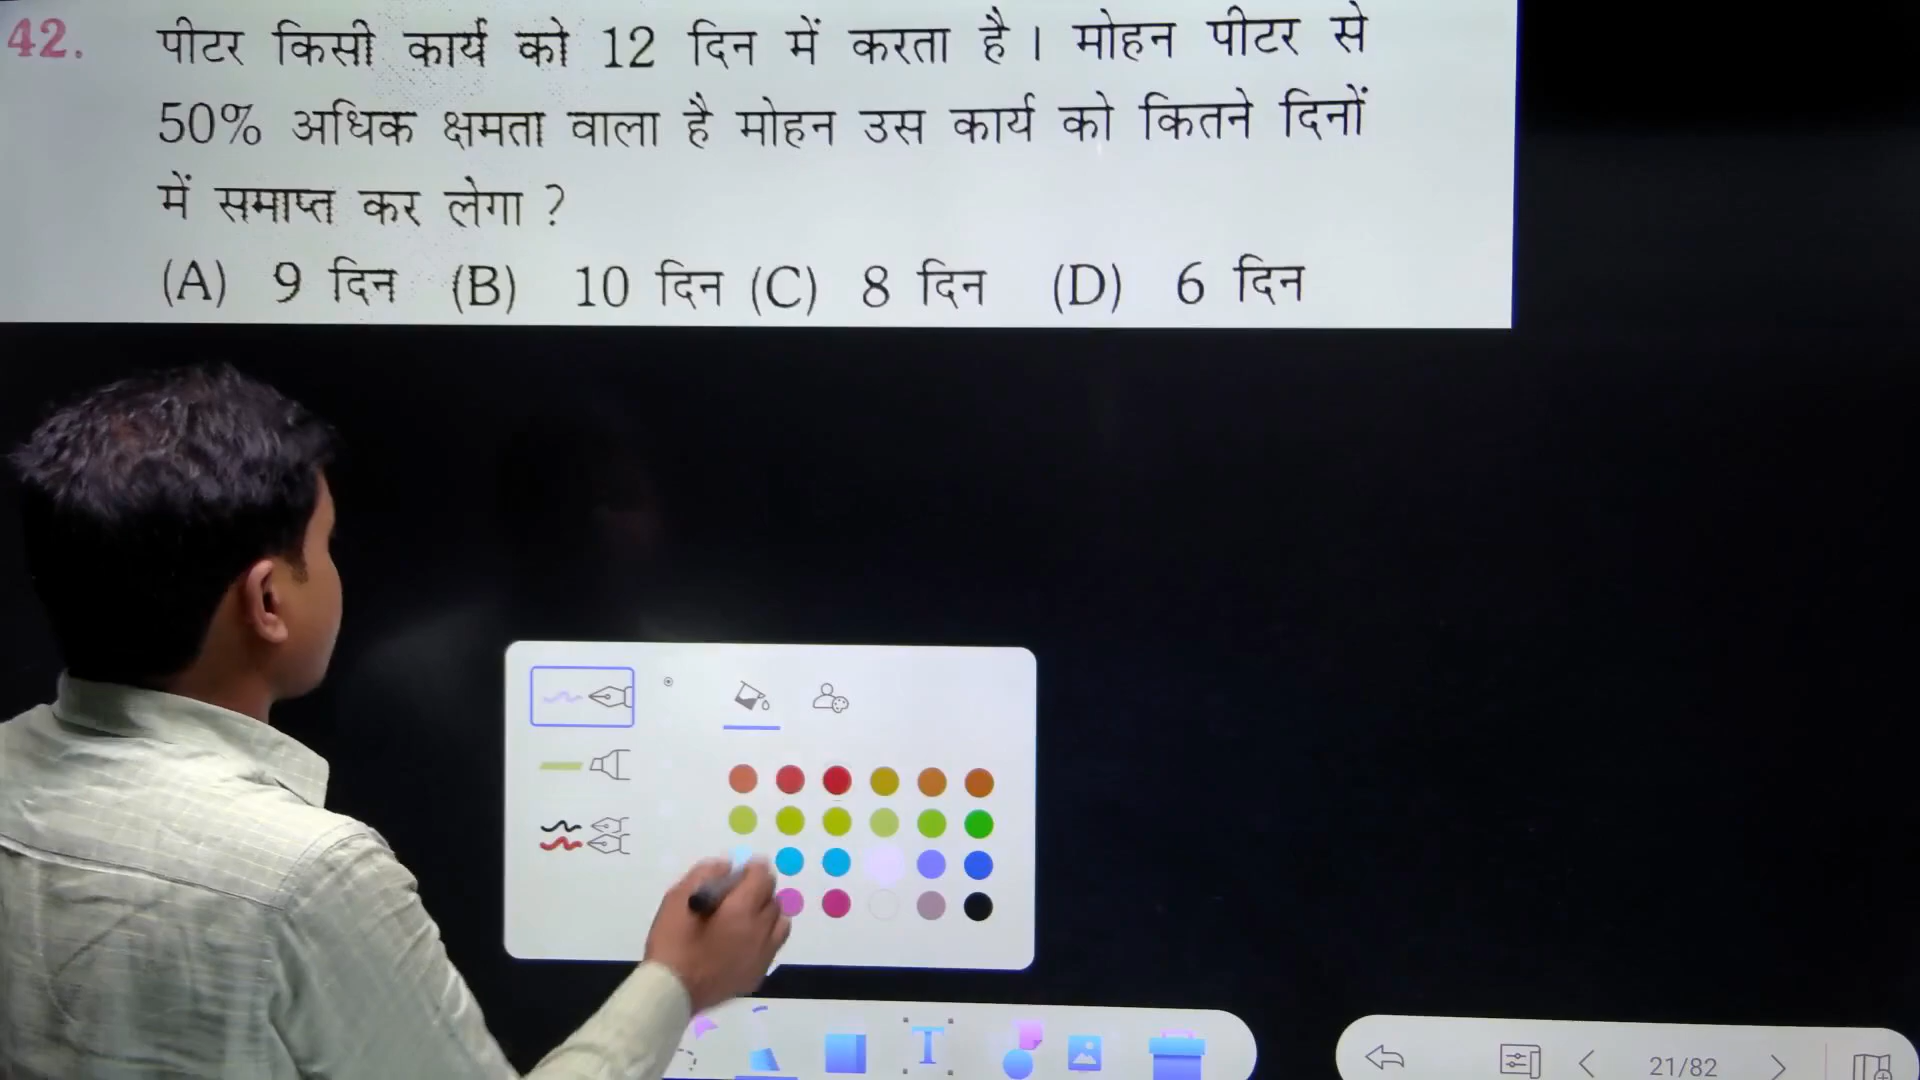 42. पीटर किसी कार्य को 12 दिन में करता है । मोहन पीटर से
50% अधिक क्षमता वाला है मोहन उस कार्य को कितने दिनों
में समाप्त कर लेगा ?
(A) 9 दिन (B) 10 दिन (C) 8 दिन (D) 6 दिन
T
21/82